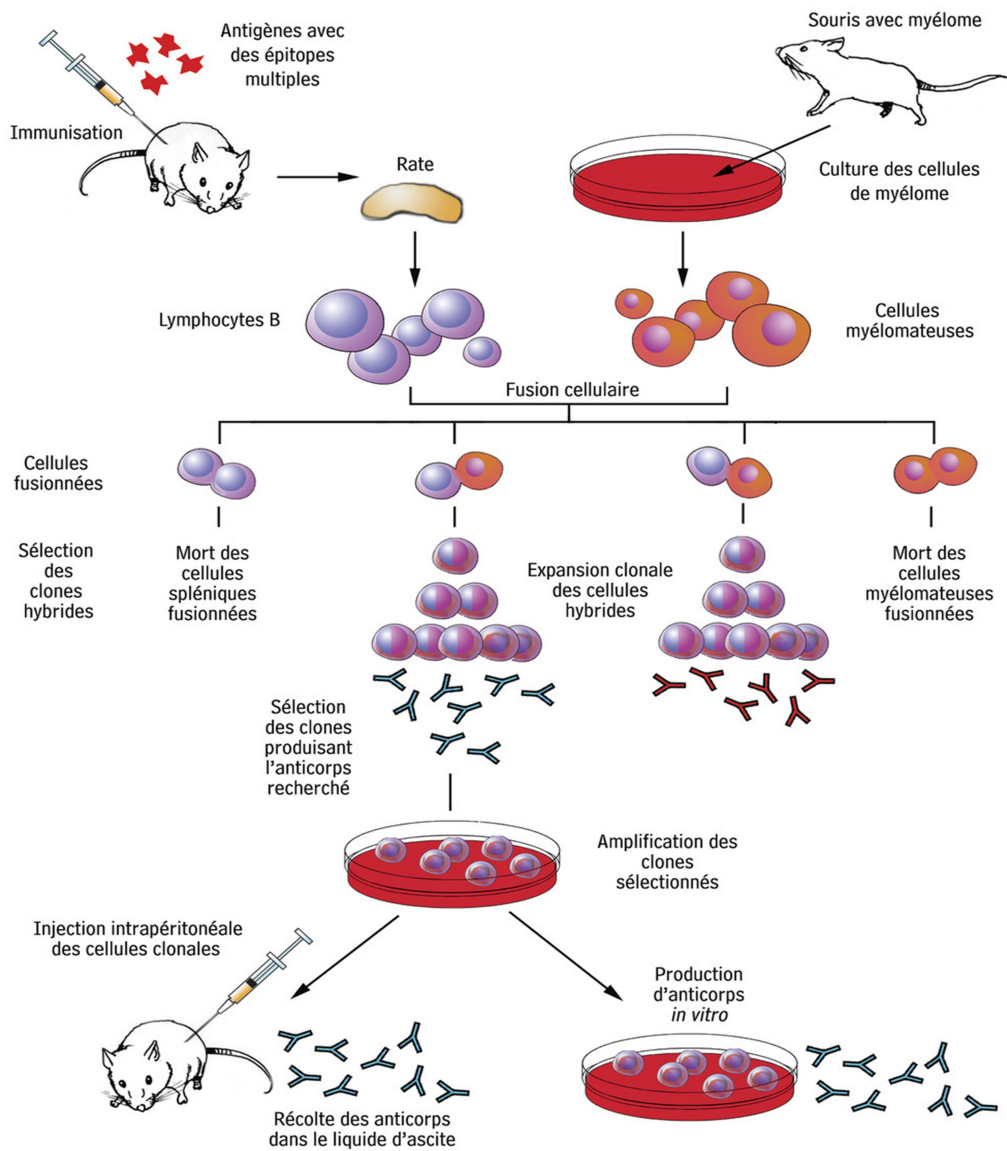 Antigènes avec
des épitopes
multiples
Souris avec myélome
Immunisation
Rate
Culture des cellules
de myélome
Lymphocytes B
Cellules
myélomateuses
Fusion cellulaire
Cellules
fusionnées
Sélection
des
clones
hybrides
Mort des
cellules
spléniques
fusionnées
Expansion clonale
des cellules
hybrides
Mort des
cellules
myélomateuses
fusionnées
Sélection
des clones
produisant
l'anticorps
recherché
Amplification des
clones
sélectionnés
Injection intrapéritonéale
des cellules clonales
Production
d'anticorps
in vitro
Récolte des anticorps
dans le liquide d'ascite